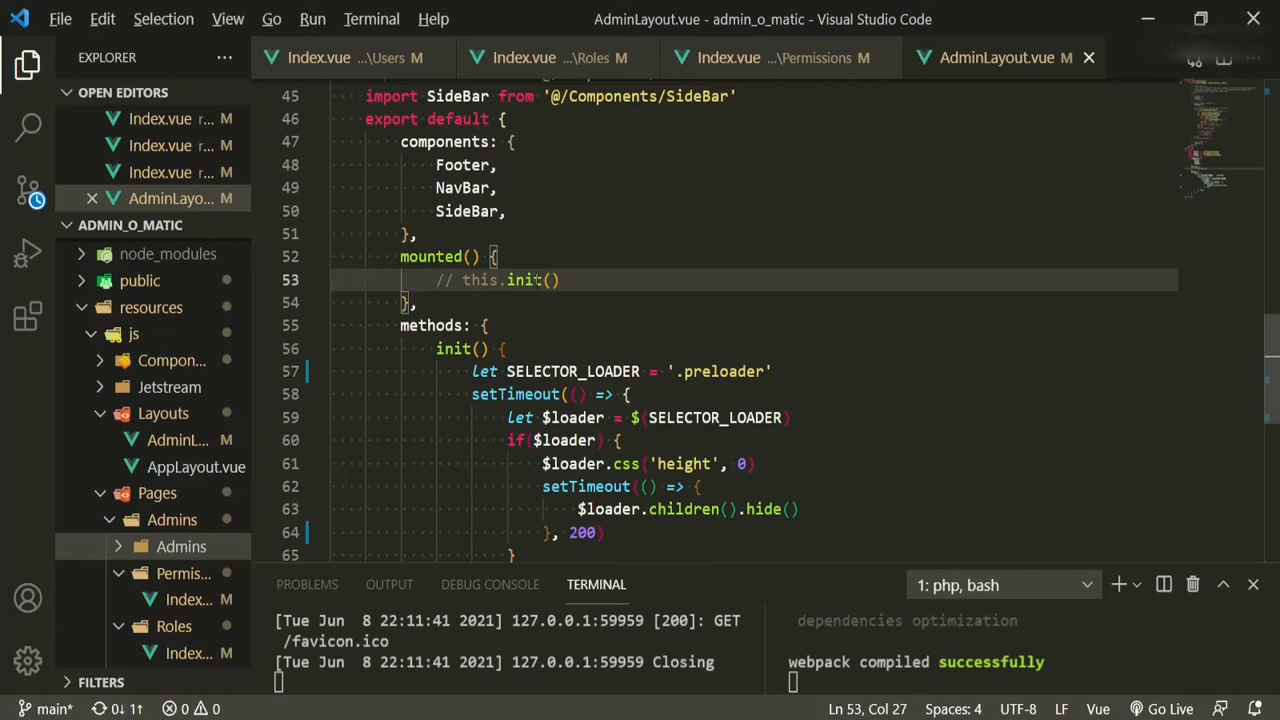 File Edit Selection View Go Run Terminal Help
AdminLayout.vue - admin_o_matic - Visual Studio Code
EXPLORER
Index.vue ...\Users M
Index.vue ...\Roles M
Index.vue ...\Permissions M
AdminLayout.vue M
OPEN EDITORS
Index.vue r... M
Index.vue r... M
Index.vue r... M
AdminLayo... M
ADMIN_O_MATIC
node_modules
public
resources
js
Compon...
Jetstream
Layouts
AdminL... M
AppLayout.vue
Pages
Admins
Admins
Permis...
Index... M
Roles
Index... M
FILTERS
45 import SideBar from '@/Components/SideBar'
46 export default {
47 components: {
48 Footer,
49 NavBar,
50 SideBar,
51 },
52 mounted() {
53 // this.init()
54 },
55 methods: {
56 init() {
57 let SELECTOR_LOADER = '.preloader'
58 setTimeout(() => {
59 let $loader = $(SELECTOR_LOADER)
60 if($loader) {
61 $loader.css('height', 0)
62 setTimeout(() => {
63 $loader.children().hide()
64 }, 200)
65 }
PROBLEMS OUTPUT DEBUG CONSOLE TERMINAL
1: php, bash
[Tue Jun 8 22:11:41 2021] 127.0.0.1:59959 [200]: GET
/favicon.ico
[Tue Jun 8 22:11:41 2021] 127.0.0.1:59959 Closing
dependencies optimization
webpack compiled successfully
main* 0↓ 1↑ 0 0
Ln 53, Col 27 Spaces: 4 UTF-8 LF Vue Go Live